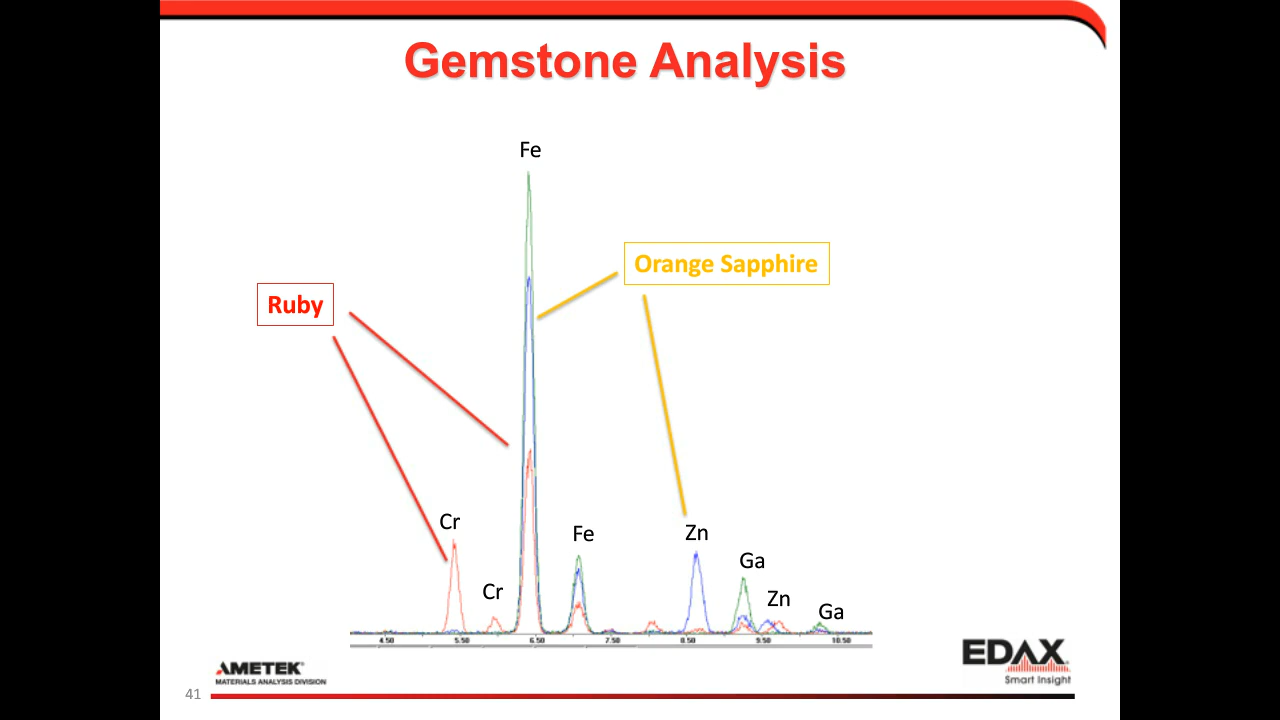 Gemstone Analysis
Fe
Orange Sapphire
Ruby
Cr
Fe
Zn
Ga
Cr
Zn
Ga
4.50 5.50 6.50 7.50 8.50 9.50 10.50
AMETEK®
MATERIALS ANALYSIS DIVISION
EDAX
Smart Insight
41